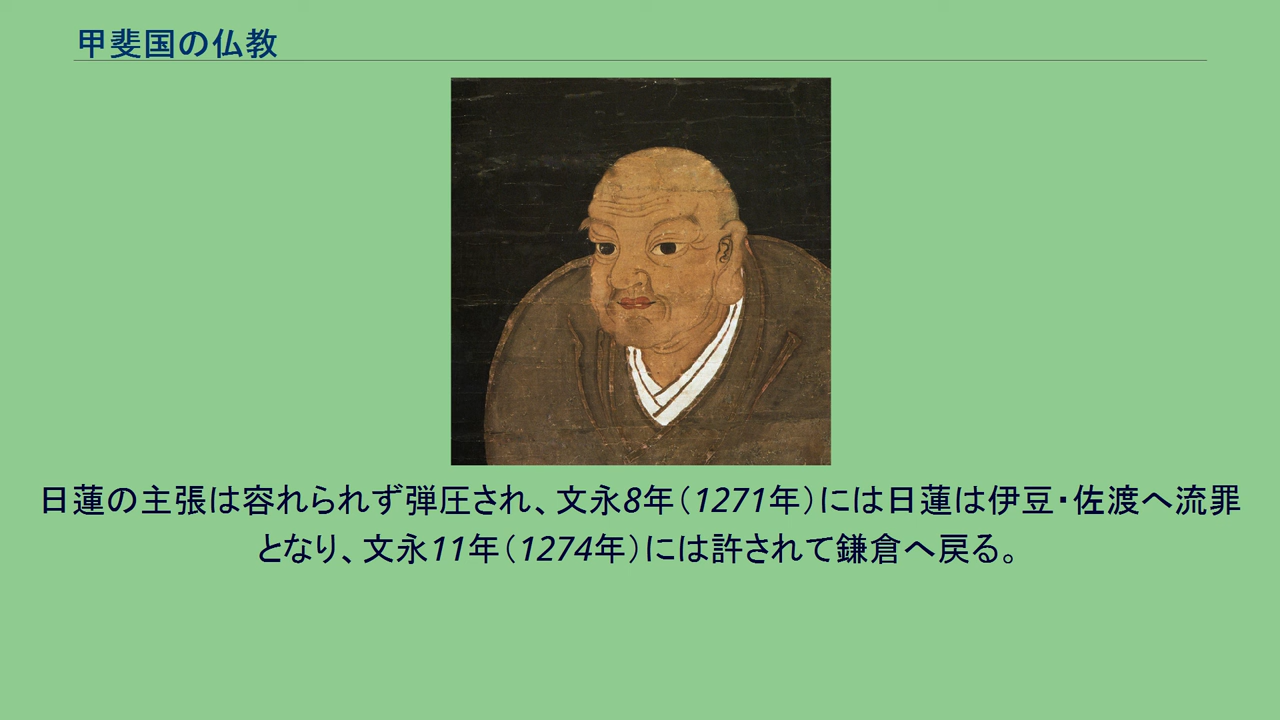 甲斐国の仏教
日蓮の主張は容れられず弾圧され、文永8年（1271年）には日蓮は伊豆・佐渡へ流罪
となり、文永11年（1274年）には許されて鎌倉へ戻る。